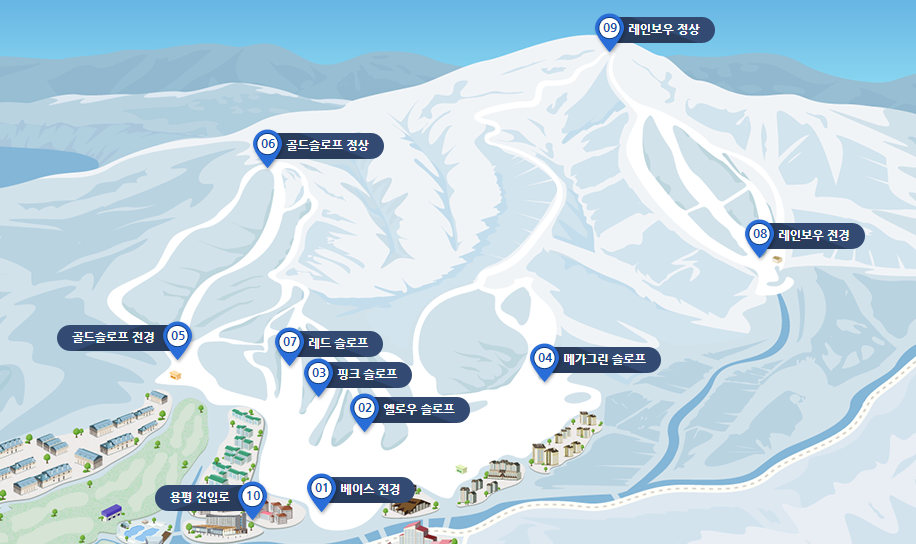 09 레인보우 정상
06 골드슬로프 정상
08 레인보우 전경
골드슬로프 전경 05
07 레드 슬로프
04 메가그린 슬로프
03 핑크 슬로프
02 옐로우 슬로프
01 베이스 전경
용평 진입로 10